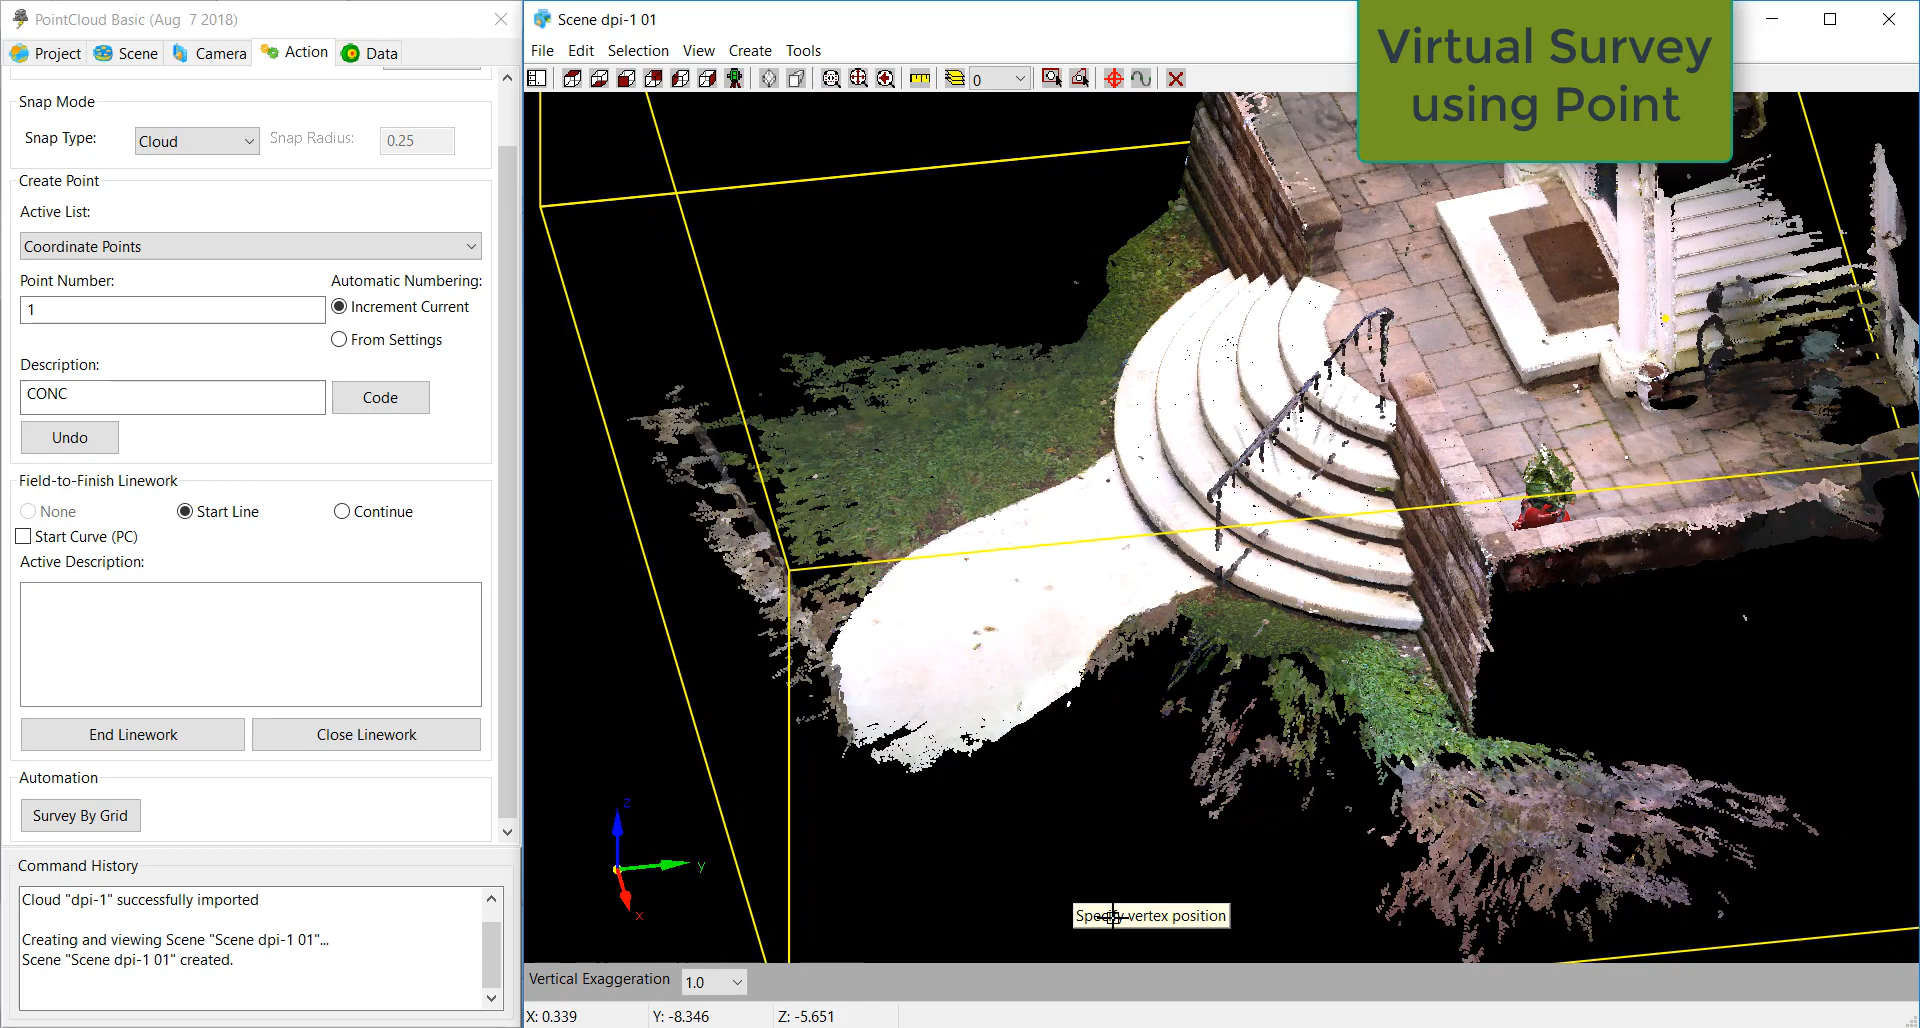 PointCloud Basic (Aug 7 2018)
Project
Scene
Camera
Action
Data
Snap Mode
Snap Type:
Cloud
Snap Radius:
0.25
Create Point
Active List:
Coordinate Points
Point Number:
Automatic Numbering:
1
Increment Current
From Settings
Description:
CONC
Code
Undo
Field-to-Finish Linework
None
Start Line
Continue
Start Curve (PC)
Active Description:
End Linework
Close Linework
Automation
Survey By Grid
Command History
Cloud "dpi-1" successfully imported
Creating and viewing Scene "Scene dpi-1 01"...
Scene "Scene dpi-1 01" created.
Scene dpi-1 01
File
Edit
Selection
View
Create
Tools
0
Virtual Survey
using Point
z
y
x
Specify vertex position
Vertical Exaggeration
1.0
X: 0.339
Y: -8.346
Z: -5.651